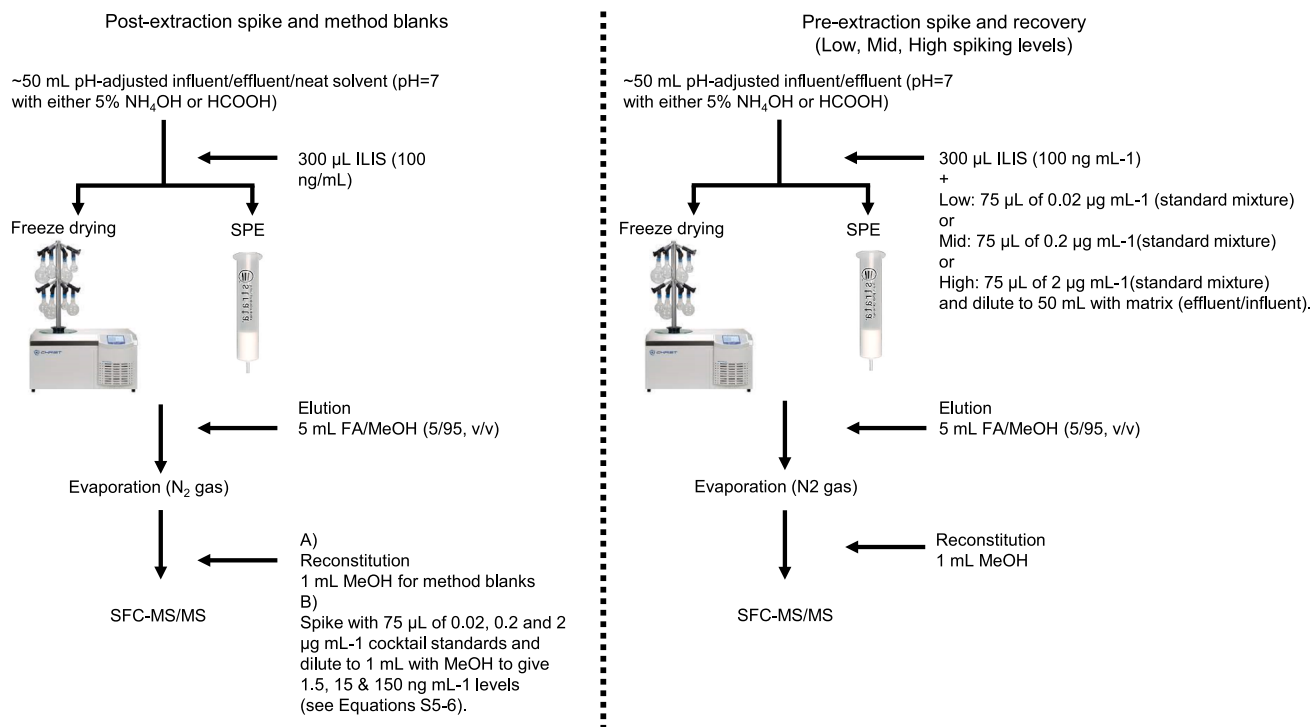 Post-extraction spike and method blanks
~50 mL pH-adjusted influent/effluent/neat solvent (pH=7
with either 5% NH₄OH or HCOOH)
300 µL ILIS (100
ng/mL)
Freeze drying
SPE
strata
CHRIST
Elution
5 mL FA/MeOH (5/95, v/v)
Evaporation (N₂ gas)
A)
Reconstitution
1 mL MeOH for method blanks
B)
Spike with 75 µL of 0.02, 0.2 and 2
µg mL-1 cocktail standards and
dilute to 1 mL with MeOH to give
1.5, 15 & 150 ng mL-1 levels
(see Equations S5-6).
SFC-MS/MS
Pre-extraction spike and recovery
(Low, Mid, High spiking levels)
~50 mL pH-adjusted influent/effluent (pH=7
with either 5% NH₄OH or HCOOH)
300 µL ILIS (100 ng mL-1)
+
Low: 75 µL of 0.02 µg mL-1 (standard mixture)
or
Mid: 75 µL of 0.2 µg mL-1(standard mixture)
or
High: 75 µL of 2 µg mL-1(standard mixture)
and dilute to 50 mL with matrix (effluent/influent).
Freeze drying
SPE
strata
CHRIST
Elution
5 mL FA/MeOH (5/95, v/v)
Evaporation (N2 gas)
Reconstitution
1 mL MeOH
SFC-MS/MS